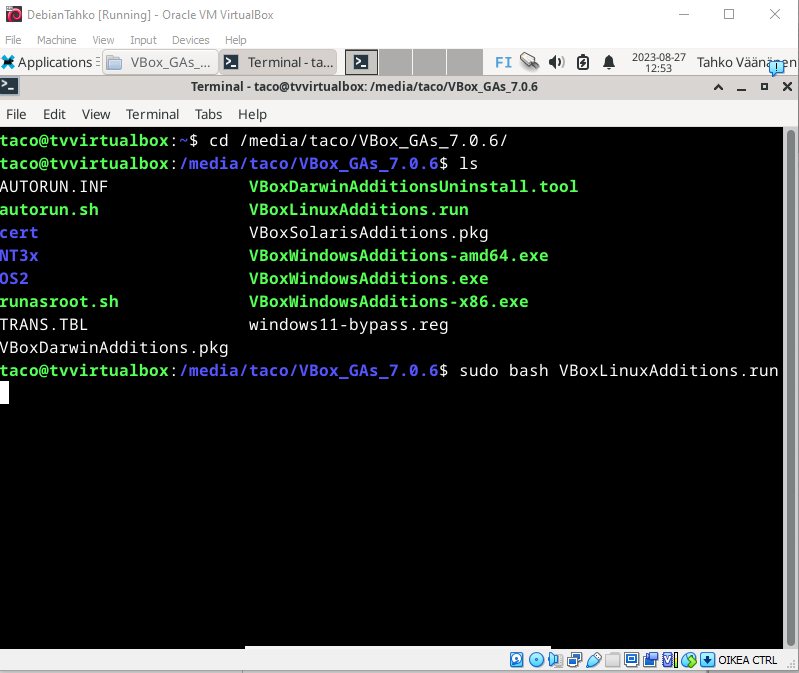 DebianTahko [Running] - Oracle VM VirtualBox
File Machine View Input Devices Help
Applications VBox_GAs_... Terminal - ta... FI 2023-08-27 12:53 Tahko Väänänen
Terminal - taco@tvvirtualbox: /media/taco/VBox_GAs_7.0.6
File Edit View Terminal Tabs Help
taco@tvvirtualbox:~$ cd /media/taco/VBox_GAs_7.0.6/
taco@tvvirtualbox:/media/taco/VBox_GAs_7.0.6$ ls
AUTORUN.INF VBoxDarwinAdditionsUninstall.tool
autorun.sh VBoxLinuxAdditions.run
cert VBoxSolarisAdditions.pkg
NT3x VBoxWindowsAdditions-amd64.exe
OS2 VBoxWindowsAdditions.exe
runasroot.sh VBoxWindowsAdditions-x86.exe
TRANS.TBL windows11-bypass.reg
VBoxDarwinAdditions.pkg
taco@tvvirtualbox:/media/taco/VBox_GAs_7.0.6$ sudo bash VBoxLinuxAdditions.run
OIKEA CTRL